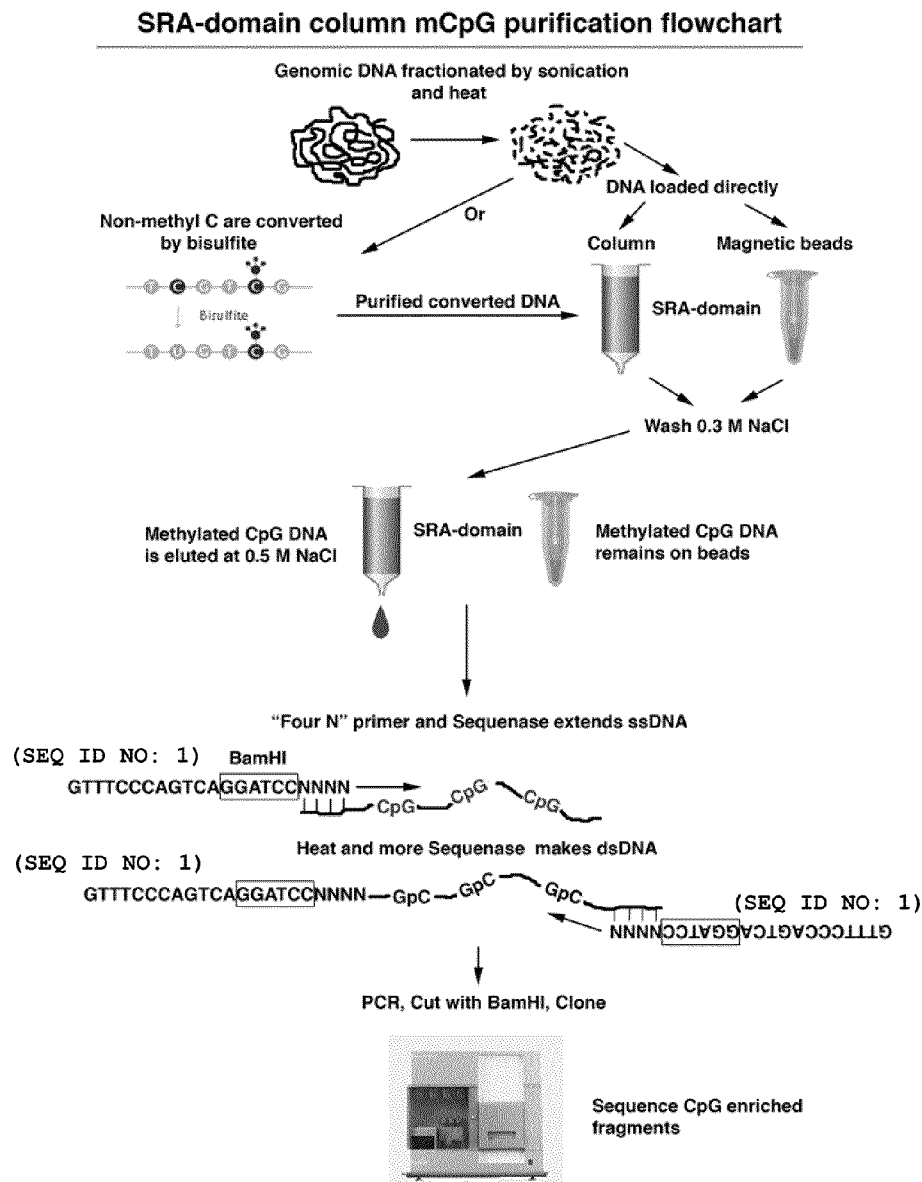 SRA-domain column mCpG purification flowchart
Genomic DNA fractionated by sonication
and heat
DNA loaded directly
Or
Non-methyl C are converted
by bisulfite
Column
Magnetic beads
T C G T C G
Bisulfite
T U G T C G
Purified converted DNA
SRA-domain
Wash 0.3 M NaCl
Methylated CpG DNA
is eluted at 0.5 M NaCl
SRA-domain
Methylated CpG DNA
remains on beads
“Four N” primer and Sequenase extends ssDNA
(SEQ ID NO: 1)
BamHI
GTTTCCCAGTCAGGATCCNNNN
CpG CpG CpG
Heat and more Sequenase makes dsDNA
(SEQ ID NO: 1)
GTTTCCCAGTCAGGATCCNNNN GpC GpC GpC
(SEQ ID NO: 1)
GTTTCCCAGTCAGGATCCNNNN
PCR, Cut with BamHI, Clone
Sequence CpG enriched
fragments